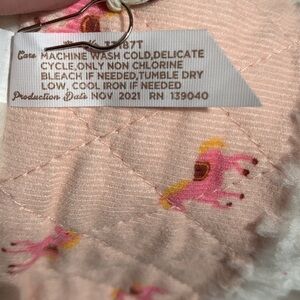 Care MACHINE WASH COLD,DELICATE
CYCLE,ONLY NON CHLORINE
BLEACH IF NEEDED,TUMBLE DRY
LOW, COOL IRON IF NEEDED
Production Date NOV 2021 RN 139040